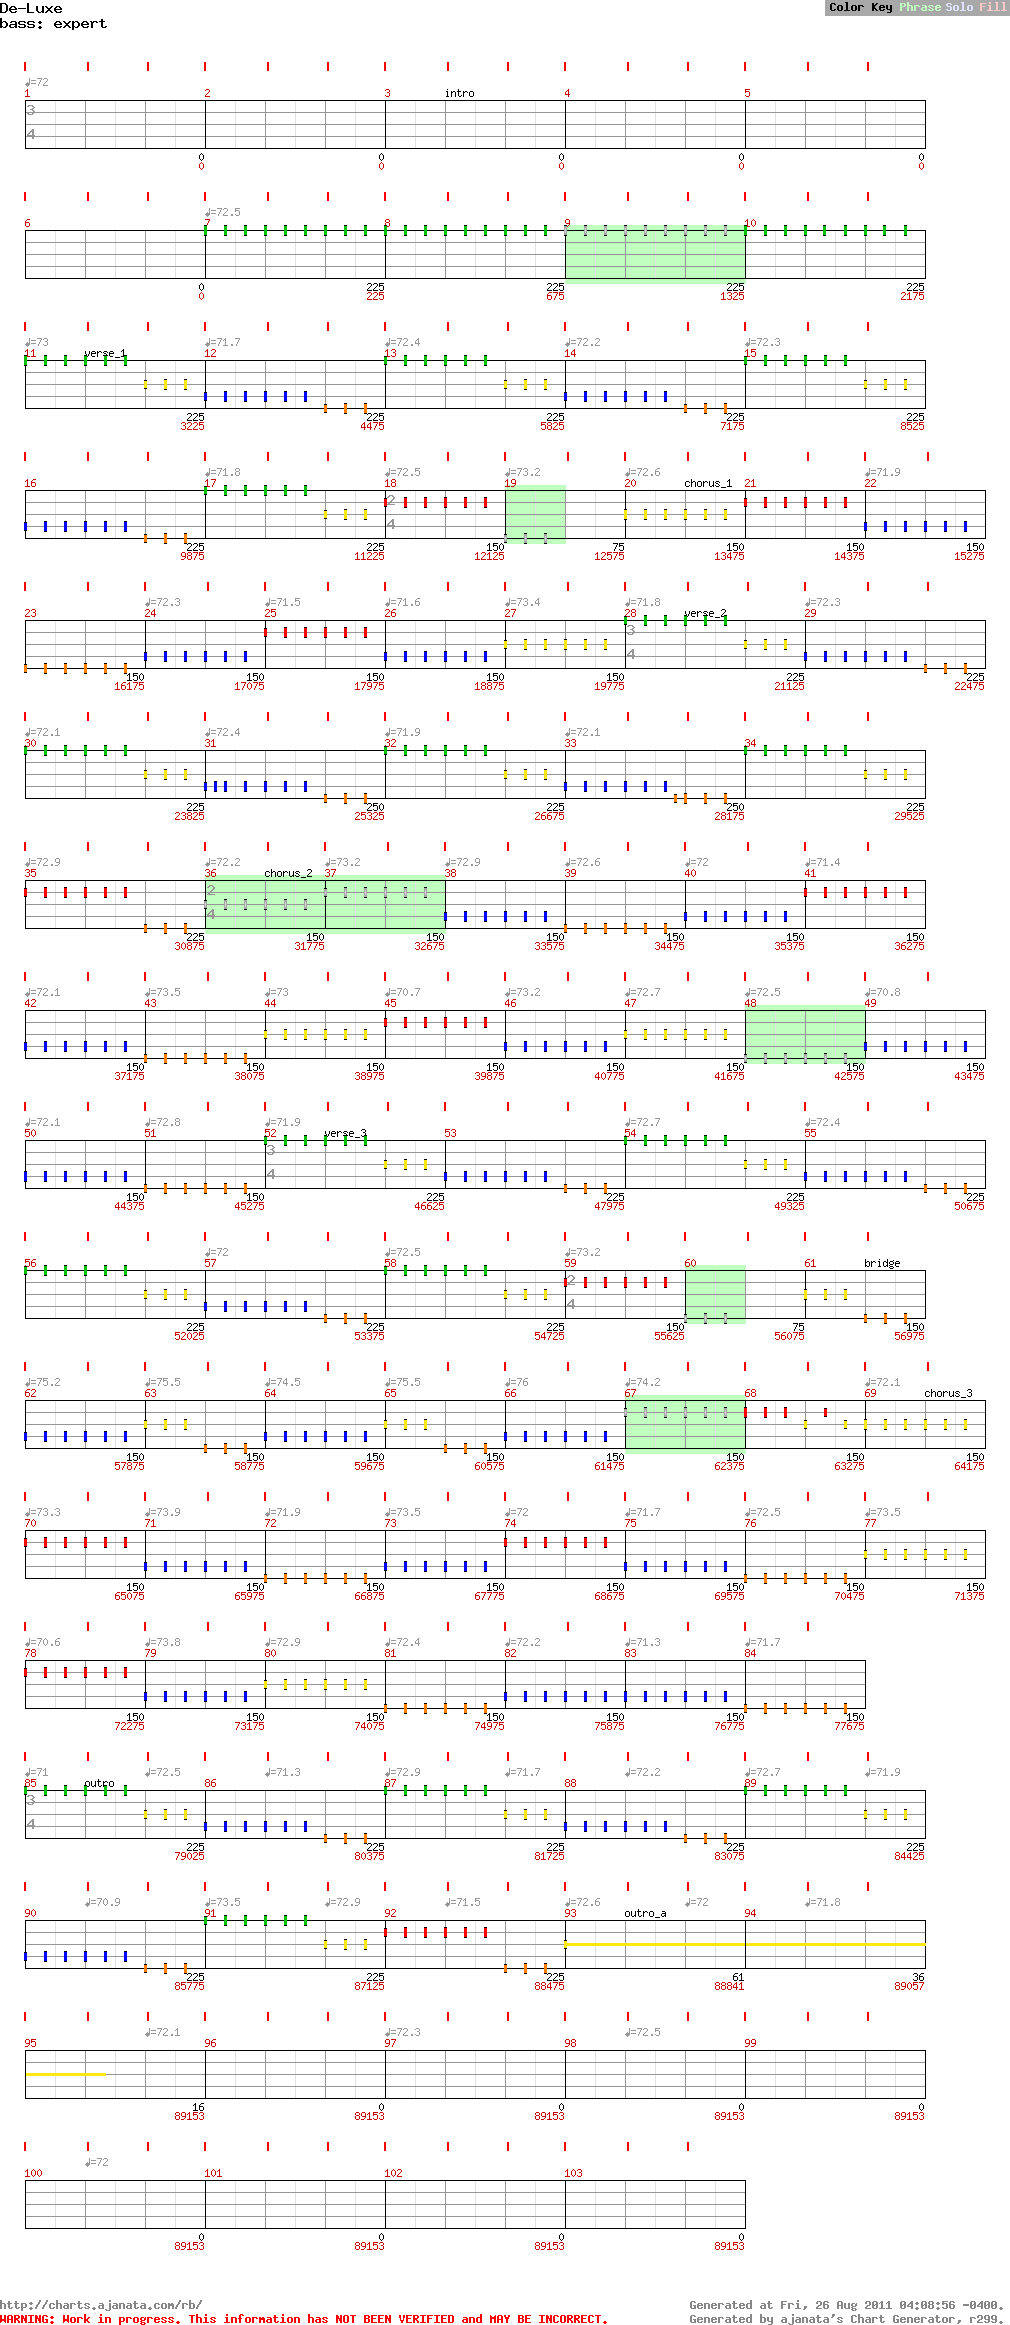 De-Luxe
Color Key Phrase Solo Fill
bass: expert
♩=72
1 2 3 intro 4 5
3
4
0 0 0 0 0
0 0 0 0 0
♩=72.5
6 7 8 9 10
0 225 225 225 225
0 225 675 1325 2175
♩=73 ♩=71.7 ♩=72.4 ♩=72.2 ♩=72.3
11 verse_1 12 13 14 15
225 225 225 225 225
3225 4475 5825 7175 8525
♩=71.8 ♩=72.5 ♩=73.2 ♩=72.6 ♩=71.9
16 17 18 19 20 chorus_1 21 22
2
4
225 225 150 75 150 150 150
9875 11225 12125 12575 13475 14375 15275
♩=72.3 ♩=71.5 ♩=71.6 ♩=73.4 ♩=71.8 ♩=72.3
23 24 25 26 27 28 verse_2 29
3
4
150 150 150 150 150 225 225
16175 17075 17975 18875 19775 21125 22475
♩=72.1 ♩=72.4 ♩=71.9 ♩=72.1
30 31 32 33 34
225 250 225 250 225
23825 25325 26675 28175 29525
♩=72.9 ♩=72.2 ♩=73.2 ♩=72.9 ♩=72.6 ♩=72 ♩=71.4
35 36 chorus_2 37 38 39 40 41
2
4
225 150 150 150 150 150 150
30875 31775 32675 33575 34475 35375 36275
♩=72.1 ♩=73.5 ♩=73 ♩=70.7 ♩=73.2 ♩=72.7 ♩=72.5 ♩=70.8
42 43 44 45 46 47 48 49
150 150 150 150 150 150 150 150
37175 38075 38975 39875 40775 41675 42575 43475
♩=72.1 ♩=72.8 ♩=71.9 ♩=72.7 ♩=72.4
50 51 52 verse_3 53 54 55
3
4
150 150 225 225 225 225
44375 45275 46625 47975 49325 50675
♩=72 ♩=72.5 ♩=73.2
56 57 58 59 60 61 bridge
2
4
225 225 225 150 75 150
52025 53375 54725 55625 56075 56975
♩=75.2 ♩=75.5 ♩=74.5 ♩=75.5 ♩=76 ♩=74.2 ♩=72.1
62 63 64 65 66 67 68 69 chorus_3
150 150 150 150 150 150 150 150
57875 58775 59675 60575 61475 62375 63275 64175
♩=73.3 ♩=73.9 ♩=71.9 ♩=73.5 ♩=72 ♩=71.7 ♩=72.5 ♩=73.5
70 71 72 73 74 75 76 77
150 150 150 150 150 150 150 150
65075 65975 66875 67775 68675 69575 70475 71375
♩=70.6 ♩=73.8 ♩=72.9 ♩=72.4 ♩=72.2 ♩=71.3 ♩=71.7
78 79 80 81 82 83 84
150 150 150 150 150 150 150
72275 73175 74075 74975 75875 76775 77675
♩=71 ♩=72.5 ♩=71.3 ♩=72.9 ♩=71.7 ♩=72.2 ♩=72.7 ♩=71.9
85 outro 86 87 88 89
3
4
225 225 225 225 225
79025 80375 81725 83075 84425
♩=70.9 ♩=73.5 ♩=72.9 ♩=71.5 ♩=72.6 ♩=72 ♩=71.8
90 91 92 93 outro_a 94
225 225 225 61 36
85775 87125 88475 88841 89057
♩=72.1 ♩=72.3 ♩=72.5
95 96 97 98 99
16 0 0 0 0
89153 89153 89153 89153 89153
♩=72
100 101 102 103
0 0 0 0
89153 89153 89153 89153
http://charts.ajanata.com/rb/ Generated at Fri, 26 Aug 2011 04:08:56 -0400.
WARNING: Work in progress. This information has NOT BEEN VERIFIED and MAY BE INCORRECT. Generated by ajanata's Chart Generator, r299.